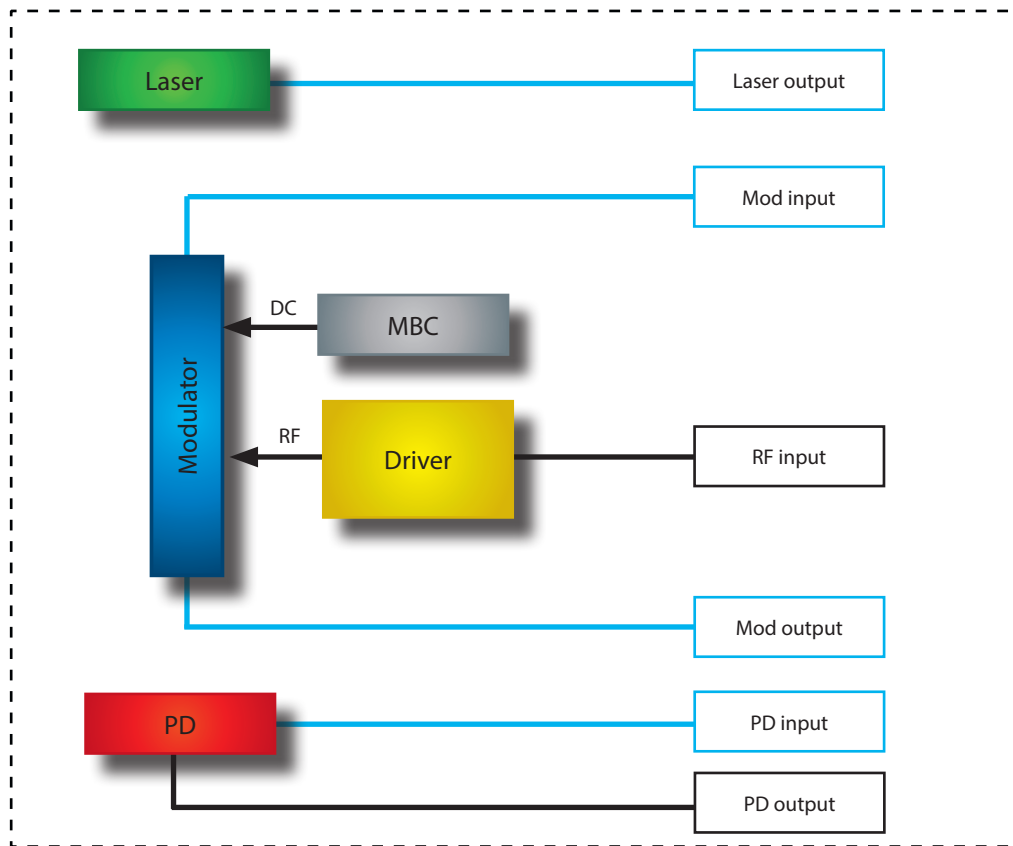 Laser
Laser output
Mod input
DC
MBC
Modulator
RF
Driver
RF input
Mod output
PD
PD input
PD output